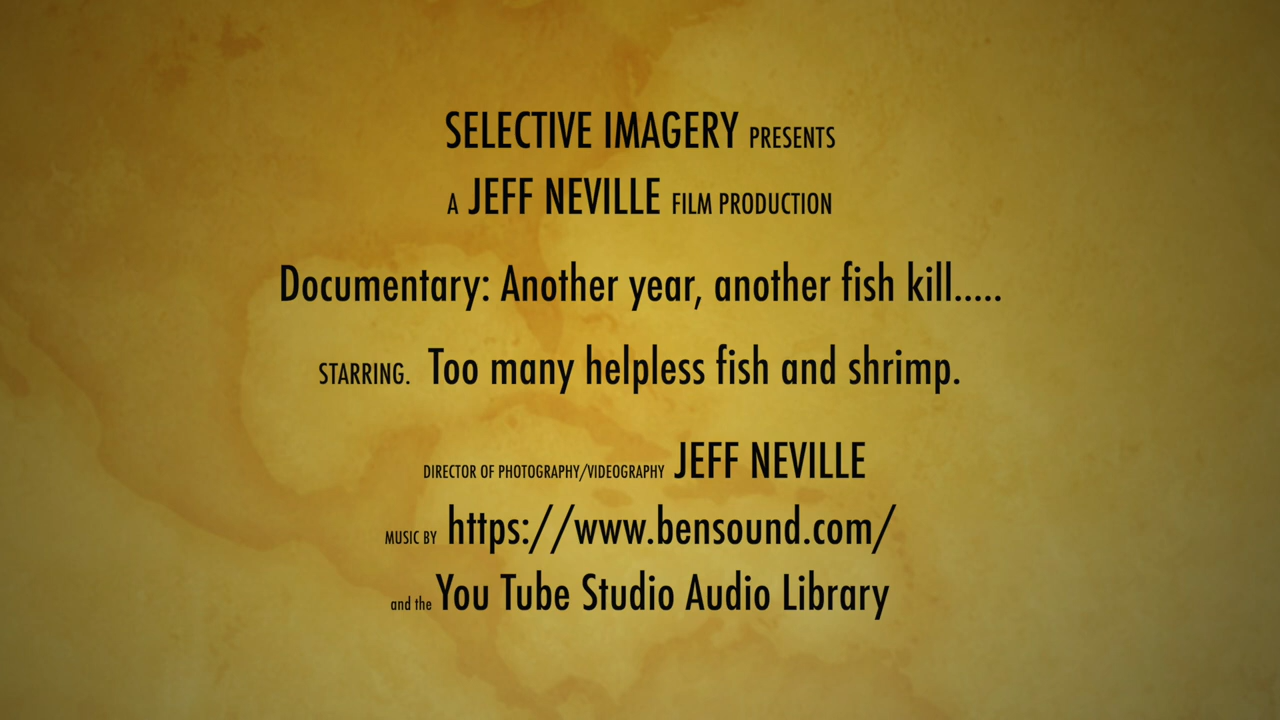 SELECTIVE IMAGERY PRESENTS
A JEFF NEVILLE FILM PRODUCTION
Documentary: Another year, another fish kill.....
STARRING. Too many helpless fish and shrimp.
DIRECTOR OF PHOTOGRAPHY/VIDEOGRAPHY JEFF NEVILLE
MUSIC BY https://www.bensound.com/
and the You Tube Studio Audio Library